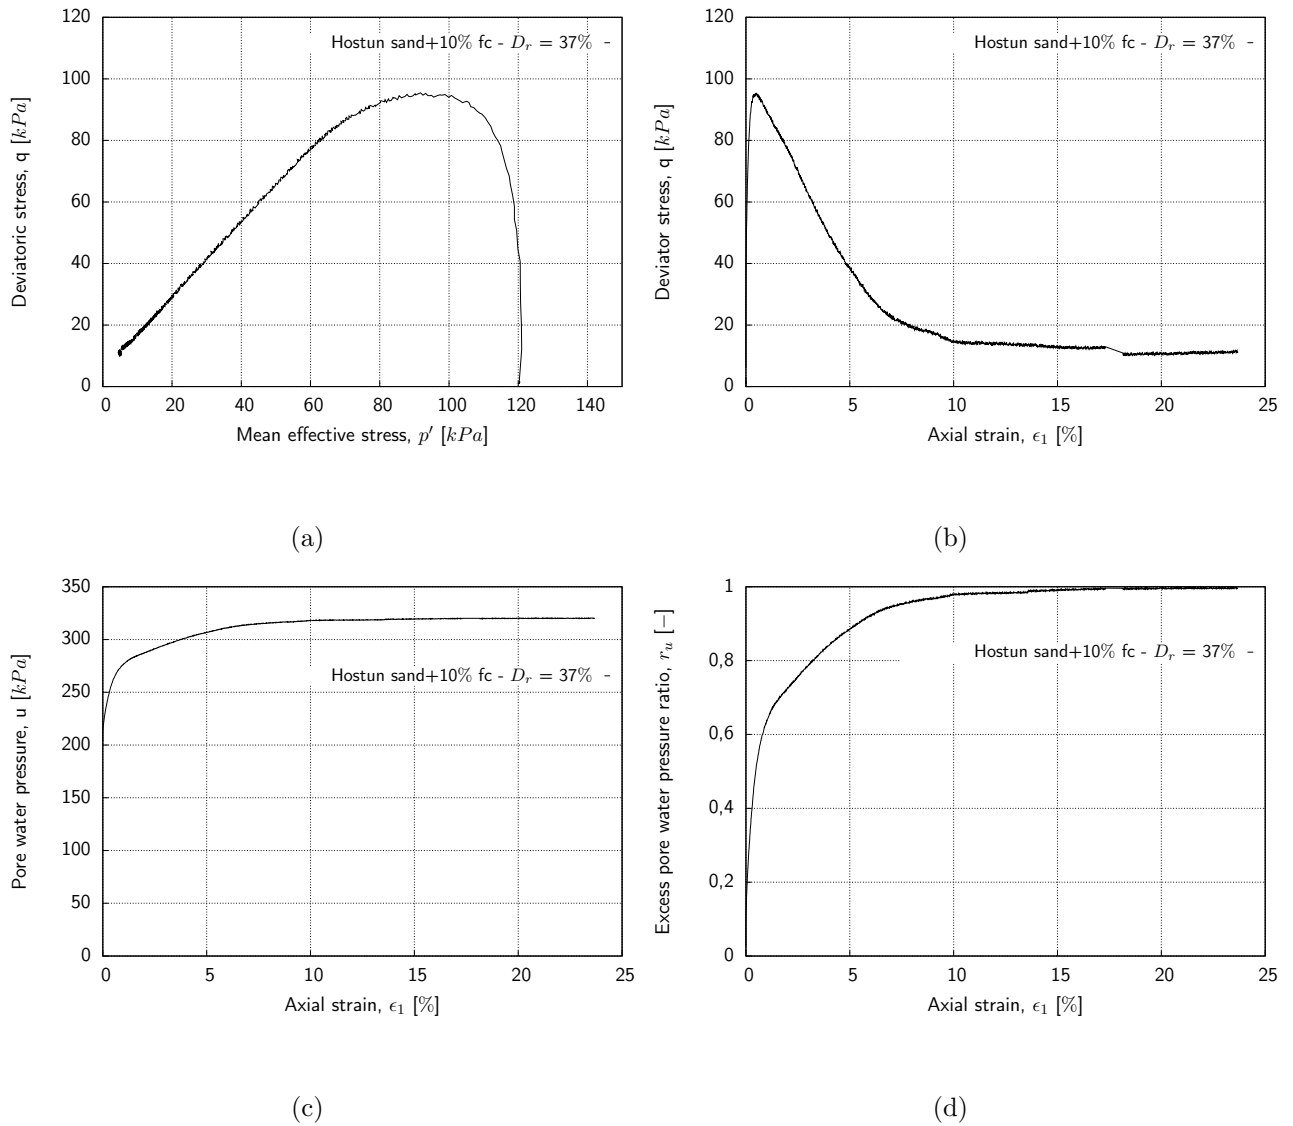 120
100
80
60
40
20
0
0 20 40 60 80 100 120 140
Deviatoric stress, q [kPa]
Mean effective stress, p′ [kPa]
Hostun sand+10% fc - D_r = 37%
(a)
120
100
80
60
40
20
0
0 5 10 15 20 25
Deviator stress, q [kPa]
Axial strain, ϵ₁ [%]
Hostun sand+10% fc - D_r = 37%
(b)
350
300
250
200
150
100
50
0
0 5 10 15 20 25
Pore water pressure, u [kPa]
Axial strain, ϵ₁ [%]
Hostun sand+10% fc - D_r = 37%
(c)
1
0,8
0,6
0,4
0,2
0
0 5 10 15 20 25
Excess pore water pressure ratio, r_u [−]
Axial strain, ϵ₁ [%]
Hostun sand+10% fc - D_r = 37%
(d)